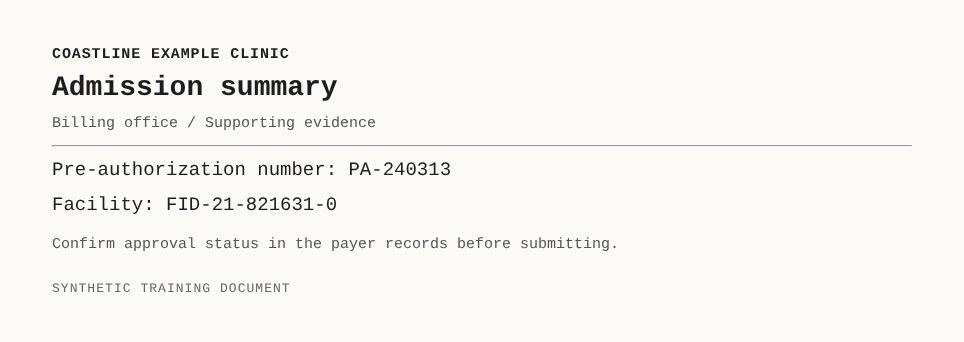 COASTLINE EXAMPLE CLINIC
Admission summary
Billing office / Supporting evidence
Pre-authorization number: PA-240313
Facility: FID-21-821631-0
Confirm approval status in the payer records before submitting.
SYNTHETIC TRAINING DOCUMENT